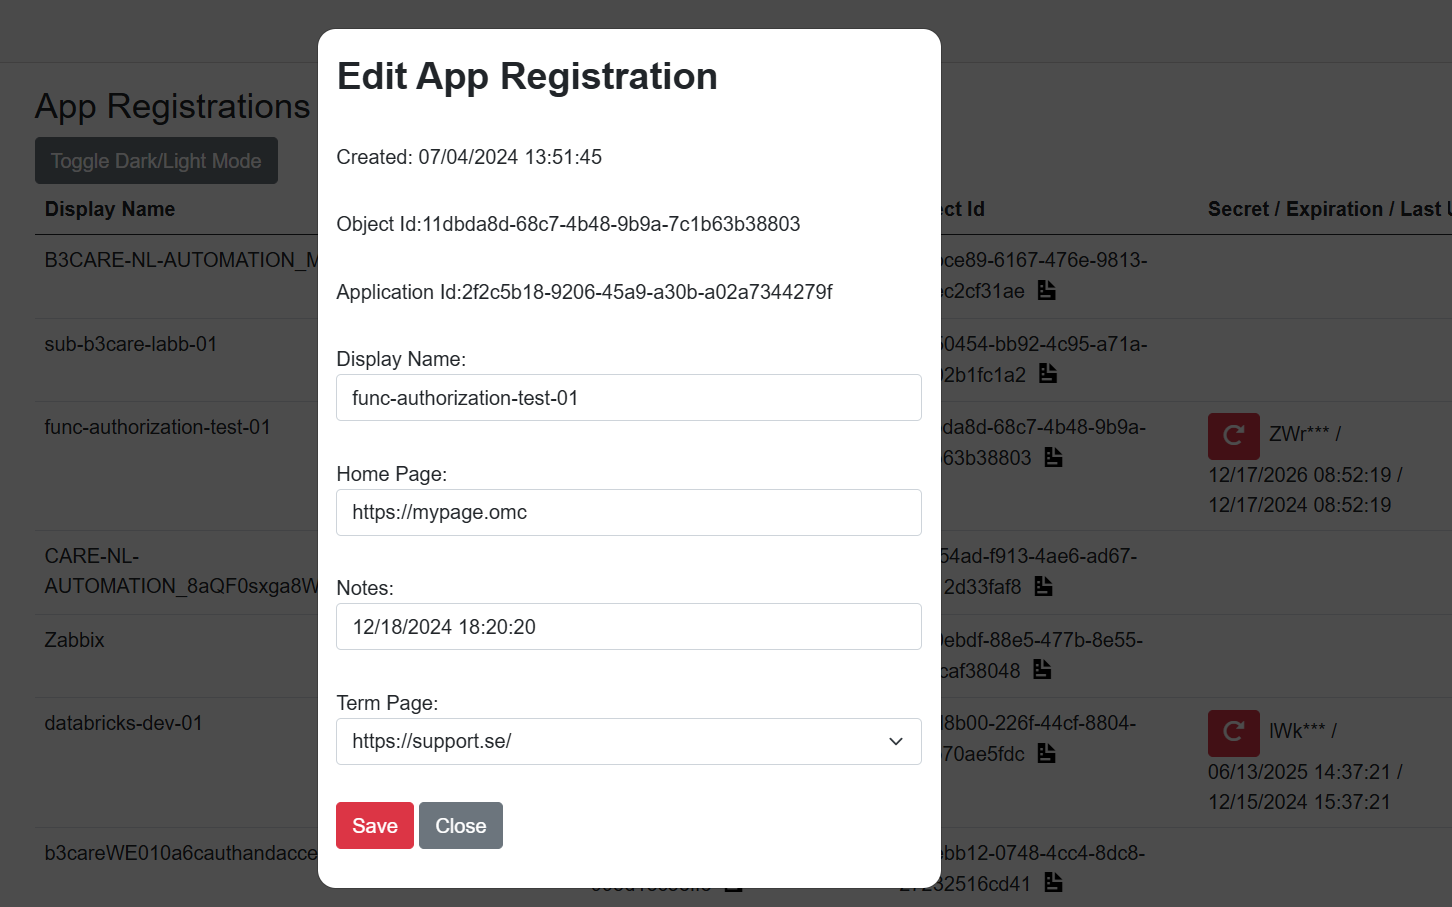 Edit App Registration
Created: 07/04/2024 13:51:45
Object Id:11dbda8d-68c7-4b48-9b9a-7c1b63b38803
Application Id:2f2c5b18-9206-45a9-a30b-a02a7344279f
Display Name:
func-authorization-test-01
Home Page:
https://mypage.omc
Notes:
12/18/2024 18:20:20
Term Page:
https://support.se/
Save Close
App Registrations
Toggle Dark/Light Mode
Display Name ct Id Secret / Expiration / Last
B3CARE-NL-AUTOMATION_M ce89-6167-476e-9813-
c2cf31ae
sub-b3care-labb-01 0454-bb92-4c95-a71a-
2b1fc1a2
func-authorization-test-01 da8d-68c7-4b48-9b9a- ZWr*** /
63b38803 12/17/2026 08:52:19 /
12/17/2024 08:52:19
CARE-NL- 54ad-f913-4ae6-ad67-
AUTOMATION_8aQF0sxga8W 2d33faf8
Zabbix ebdf-88e5-477b-8e55-
caf38048
databricks-dev-01 8b00-226f-44cf-8804- lWk*** /
70ae5fdc 06/13/2025 14:37:21 /
12/15/2024 15:37:21
b3careWE010a6cauthandacce bb12-0748-4cc4-8dc8-
32516cd41